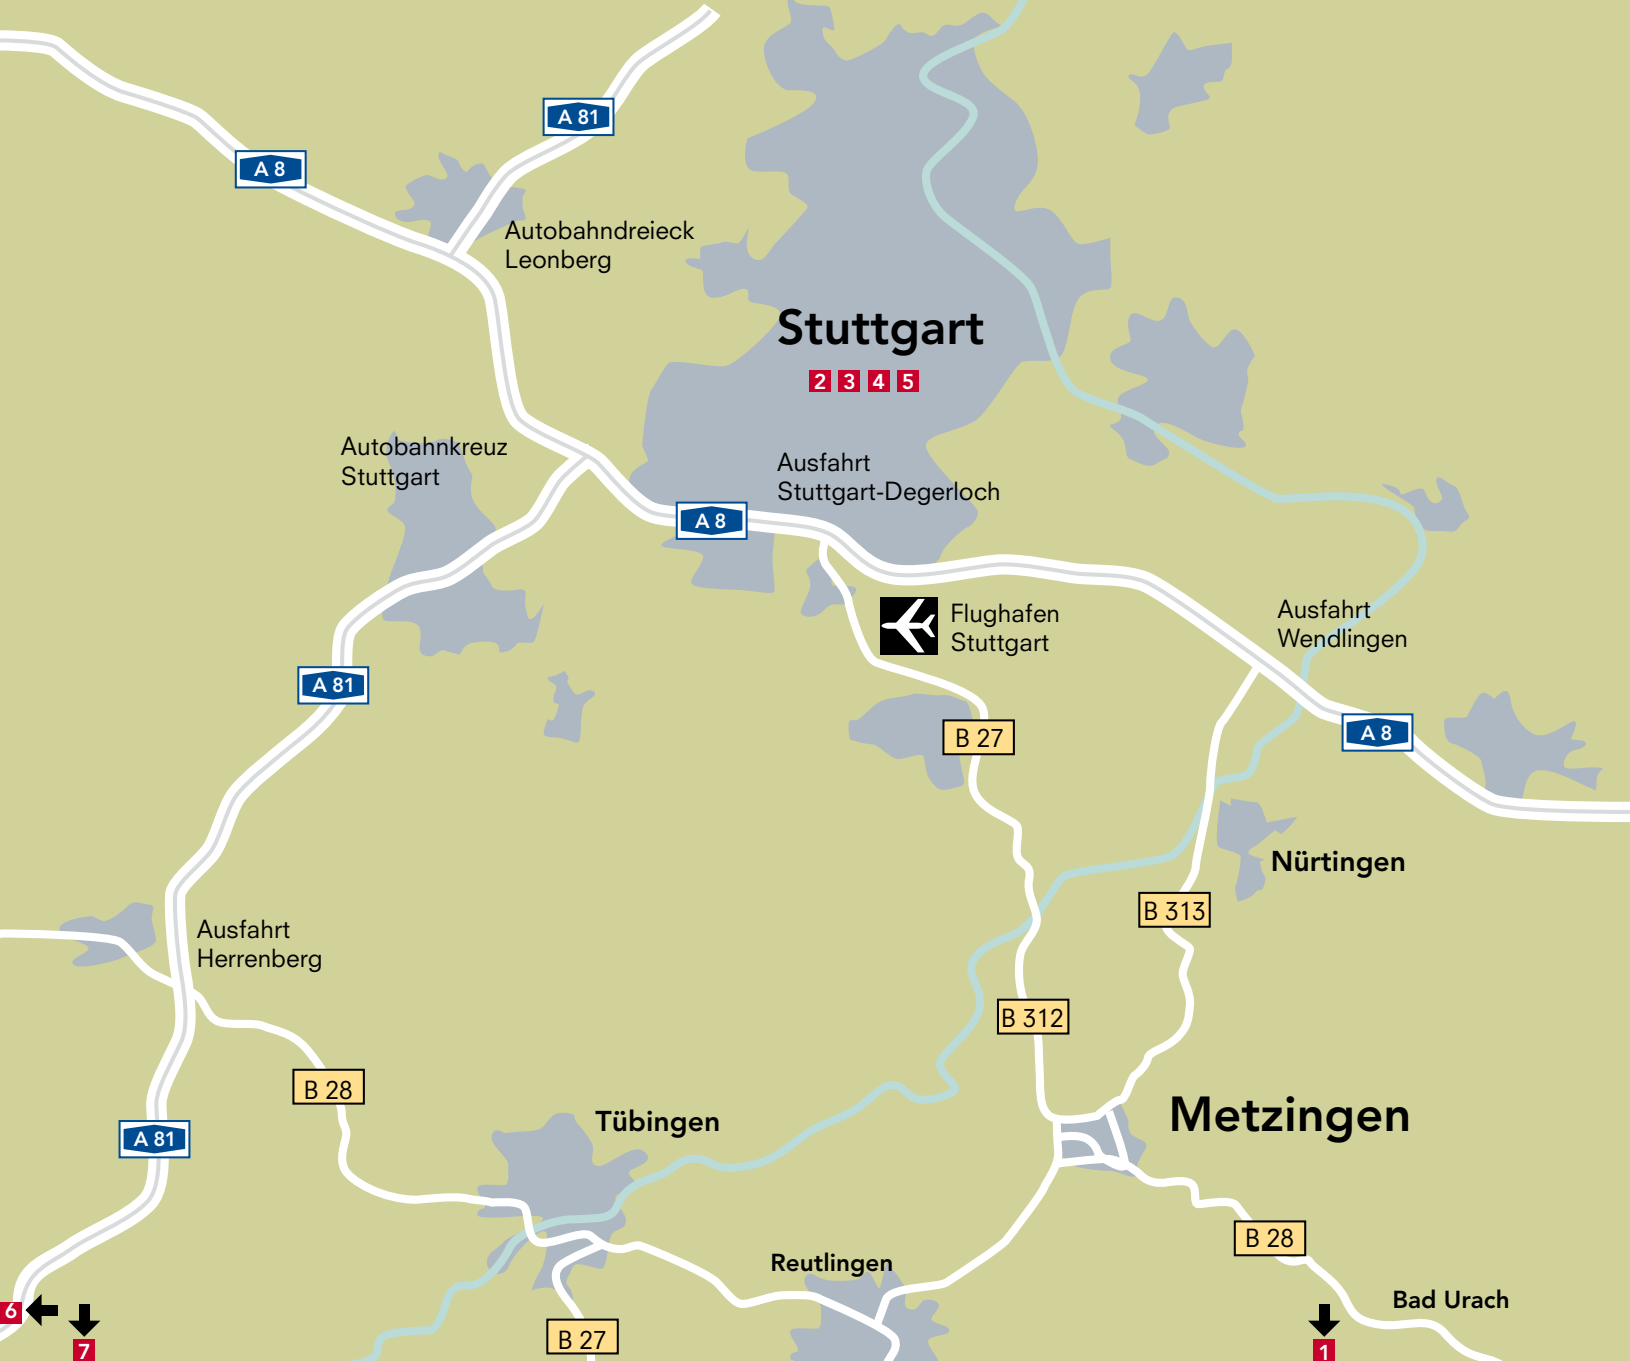 A 81
A 8
Autobahndreieck
Leonberg
Stuttgart
2 3 4 5
Autobahnkreuz
Stuttgart
Ausfahrt
Stuttgart-Degerloch
A 8
Flughafen
Stuttgart
Ausfahrt
Wendlingen
A 81
B 27
A 8
Nürtingen
B 313
Ausfahrt
Herrenberg
B 312
B 28
Tübingen
Metzingen
A 81
B 28
Reutlingen
Bad Urach
6
7
B 27
1